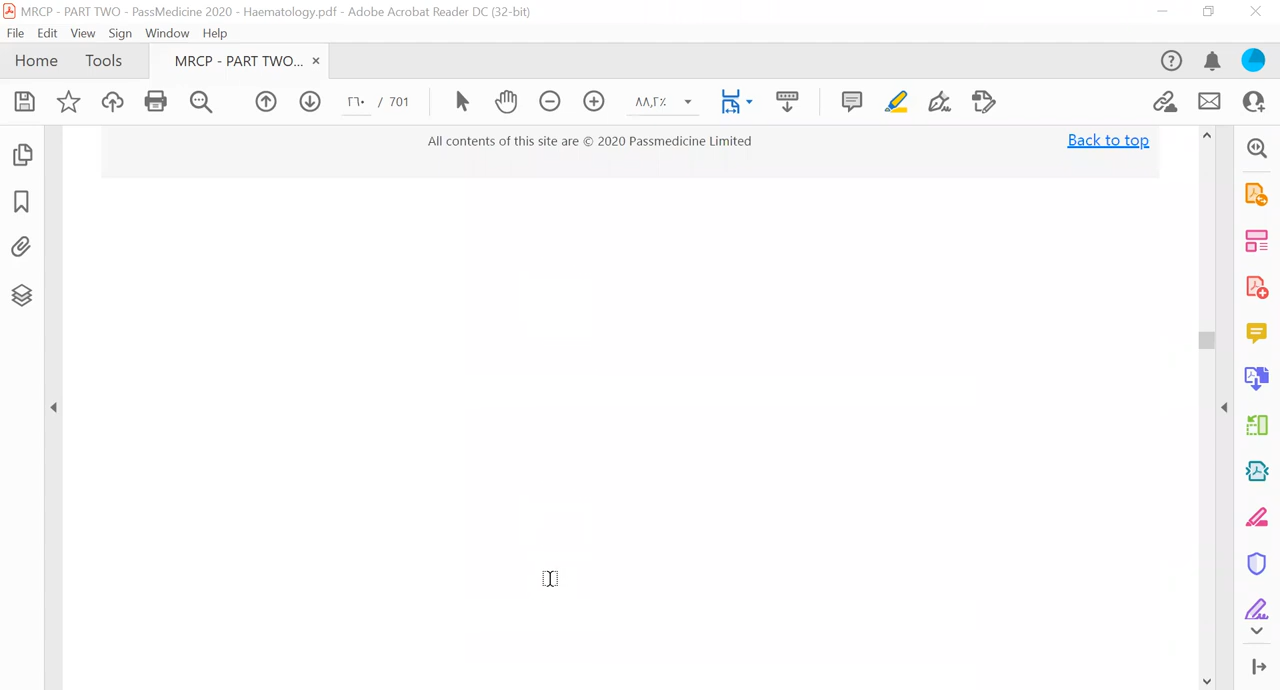 MRCP - PART TWO - PassMedicine 2020 - Haematology.pdf - Adobe Acrobat Reader DC (32-bit)
File Edit View Sign Window Help
Home Tools MRCP - PART TWO... ×
٢٦٠ / 701 ٨٨,٢٪
All contents of this site are © 2020 Passmedicine Limited Back to top